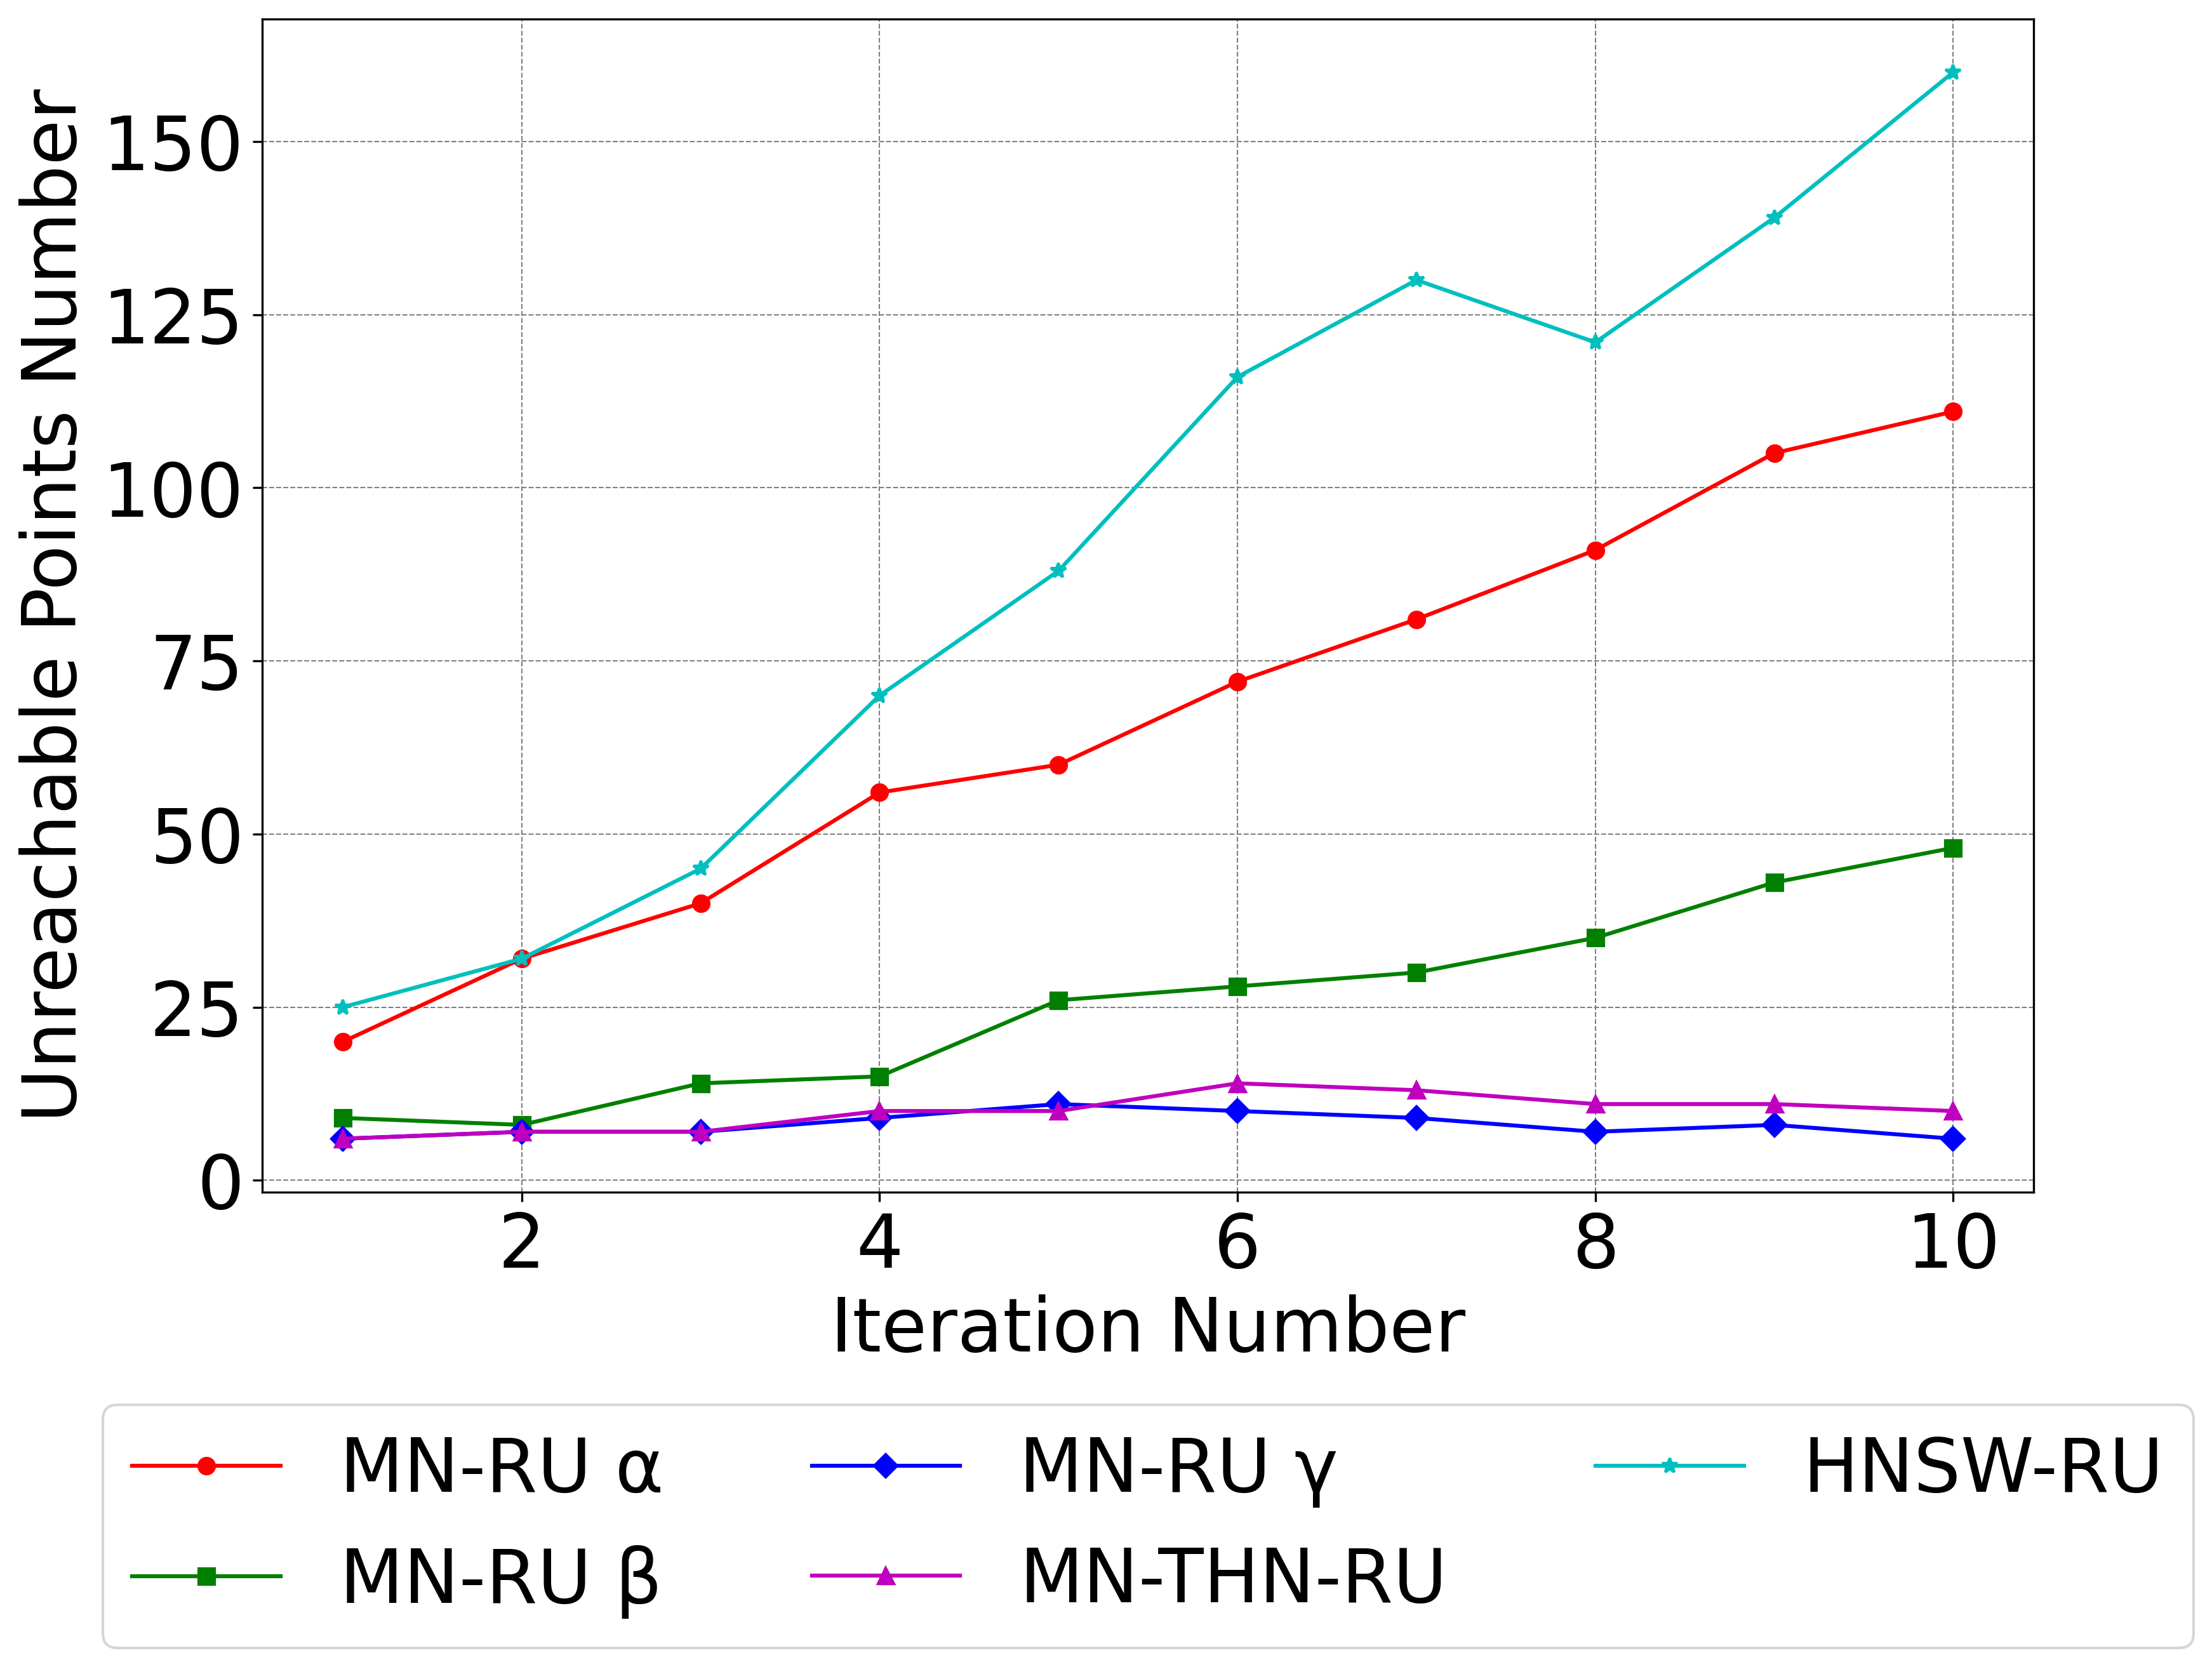 Unreachable Points Number
150
125
100
75
50
25
0
2 4 6 8 10
Iteration Number
MN-RU α
MN-RU β
MN-RU γ
MN-THN-RU
HNSW-RU